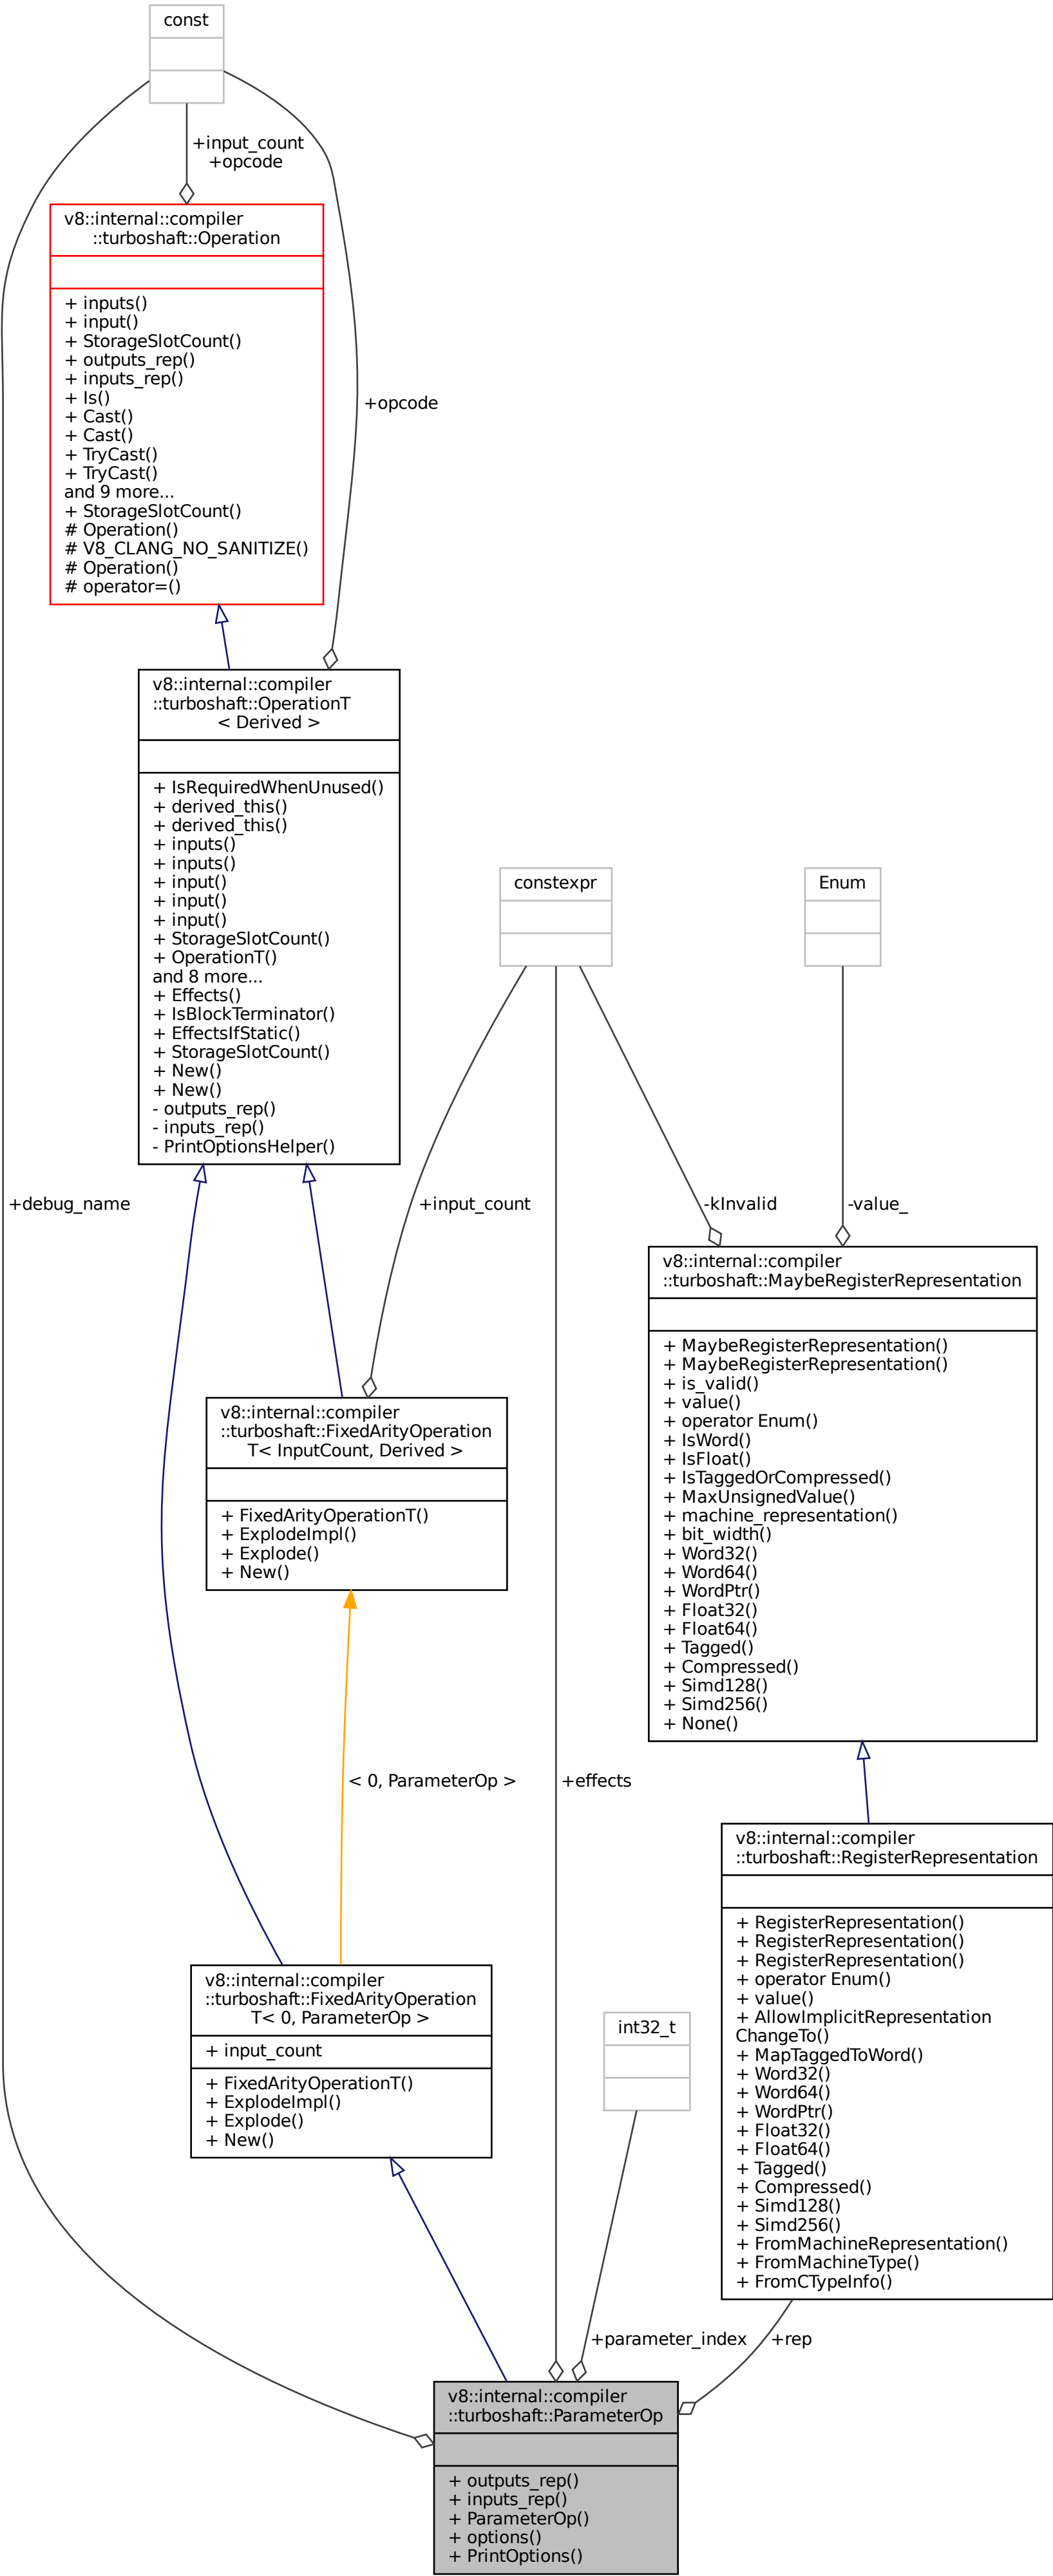 const
+input_count
+opcode
v8::internal::compiler
::turboshaft::Operation
+ inputs()
+ input()
+ StorageSlotCount()
+ outputs_rep()
+ inputs_rep()
+ Is()
+ Cast()
+ Cast()
+ TryCast()
+ TryCast()
and 9 more...
+ StorageSlotCount()
# Operation()
# V8_CLANG_NO_SANITIZE()
# Operation()
# operator=()
+opcode
v8::internal::compiler
::turboshaft::OperationT
< Derived >
+ IsRequiredWhenUnused()
+ derived_this()
+ derived_this()
+ inputs()
+ inputs()
+ input()
+ input()
+ input()
+ StorageSlotCount()
+ OperationT()
and 8 more...
+ Effects()
+ IsBlockTerminator()
+ EffectsIfStatic()
+ StorageSlotCount()
+ New()
+ New()
- outputs_rep()
- inputs_rep()
- PrintOptionsHelper()
constexpr
Enum
+debug_name
+input_count
-kInvalid
-value_
v8::internal::compiler
::turboshaft::MaybeRegisterRepresentation
+ MaybeRegisterRepresentation()
+ MaybeRegisterRepresentation()
+ is_valid()
+ value()
+ operator Enum()
+ IsWord()
+ IsFloat()
+ IsTaggedOrCompressed()
+ MaxUnsignedValue()
+ machine_representation()
+ bit_width()
+ Word32()
+ Word64()
+ WordPtr()
+ Float32()
+ Float64()
+ Tagged()
+ Compressed()
+ Simd128()
+ Simd256()
+ None()
v8::internal::compiler
::turboshaft::FixedArityOperation
T< InputCount, Derived >
+ FixedArityOperationT()
+ ExplodeImpl()
+ Explode()
+ New()
< 0, ParameterOp >
+effects
v8::internal::compiler
::turboshaft::RegisterRepresentation
+ RegisterRepresentation()
+ RegisterRepresentation()
+ RegisterRepresentation()
+ operator Enum()
+ value()
+ AllowImplicitRepresentation
ChangeTo()
+ MapTaggedToWord()
+ Word32()
+ Word64()
+ WordPtr()
+ Float32()
+ Float64()
+ Tagged()
+ Compressed()
+ Simd128()
+ Simd256()
+ FromMachineRepresentation()
+ FromMachineType()
+ FromCTypeInfo()
v8::internal::compiler
::turboshaft::FixedArityOperation
T< 0, ParameterOp >
+ input_count
+ FixedArityOperationT()
+ ExplodeImpl()
+ Explode()
+ New()
int32_t
+parameter_index
+rep
v8::internal::compiler
::turboshaft::ParameterOp
+ outputs_rep()
+ inputs_rep()
+ ParameterOp()
+ options()
+ PrintOptions()